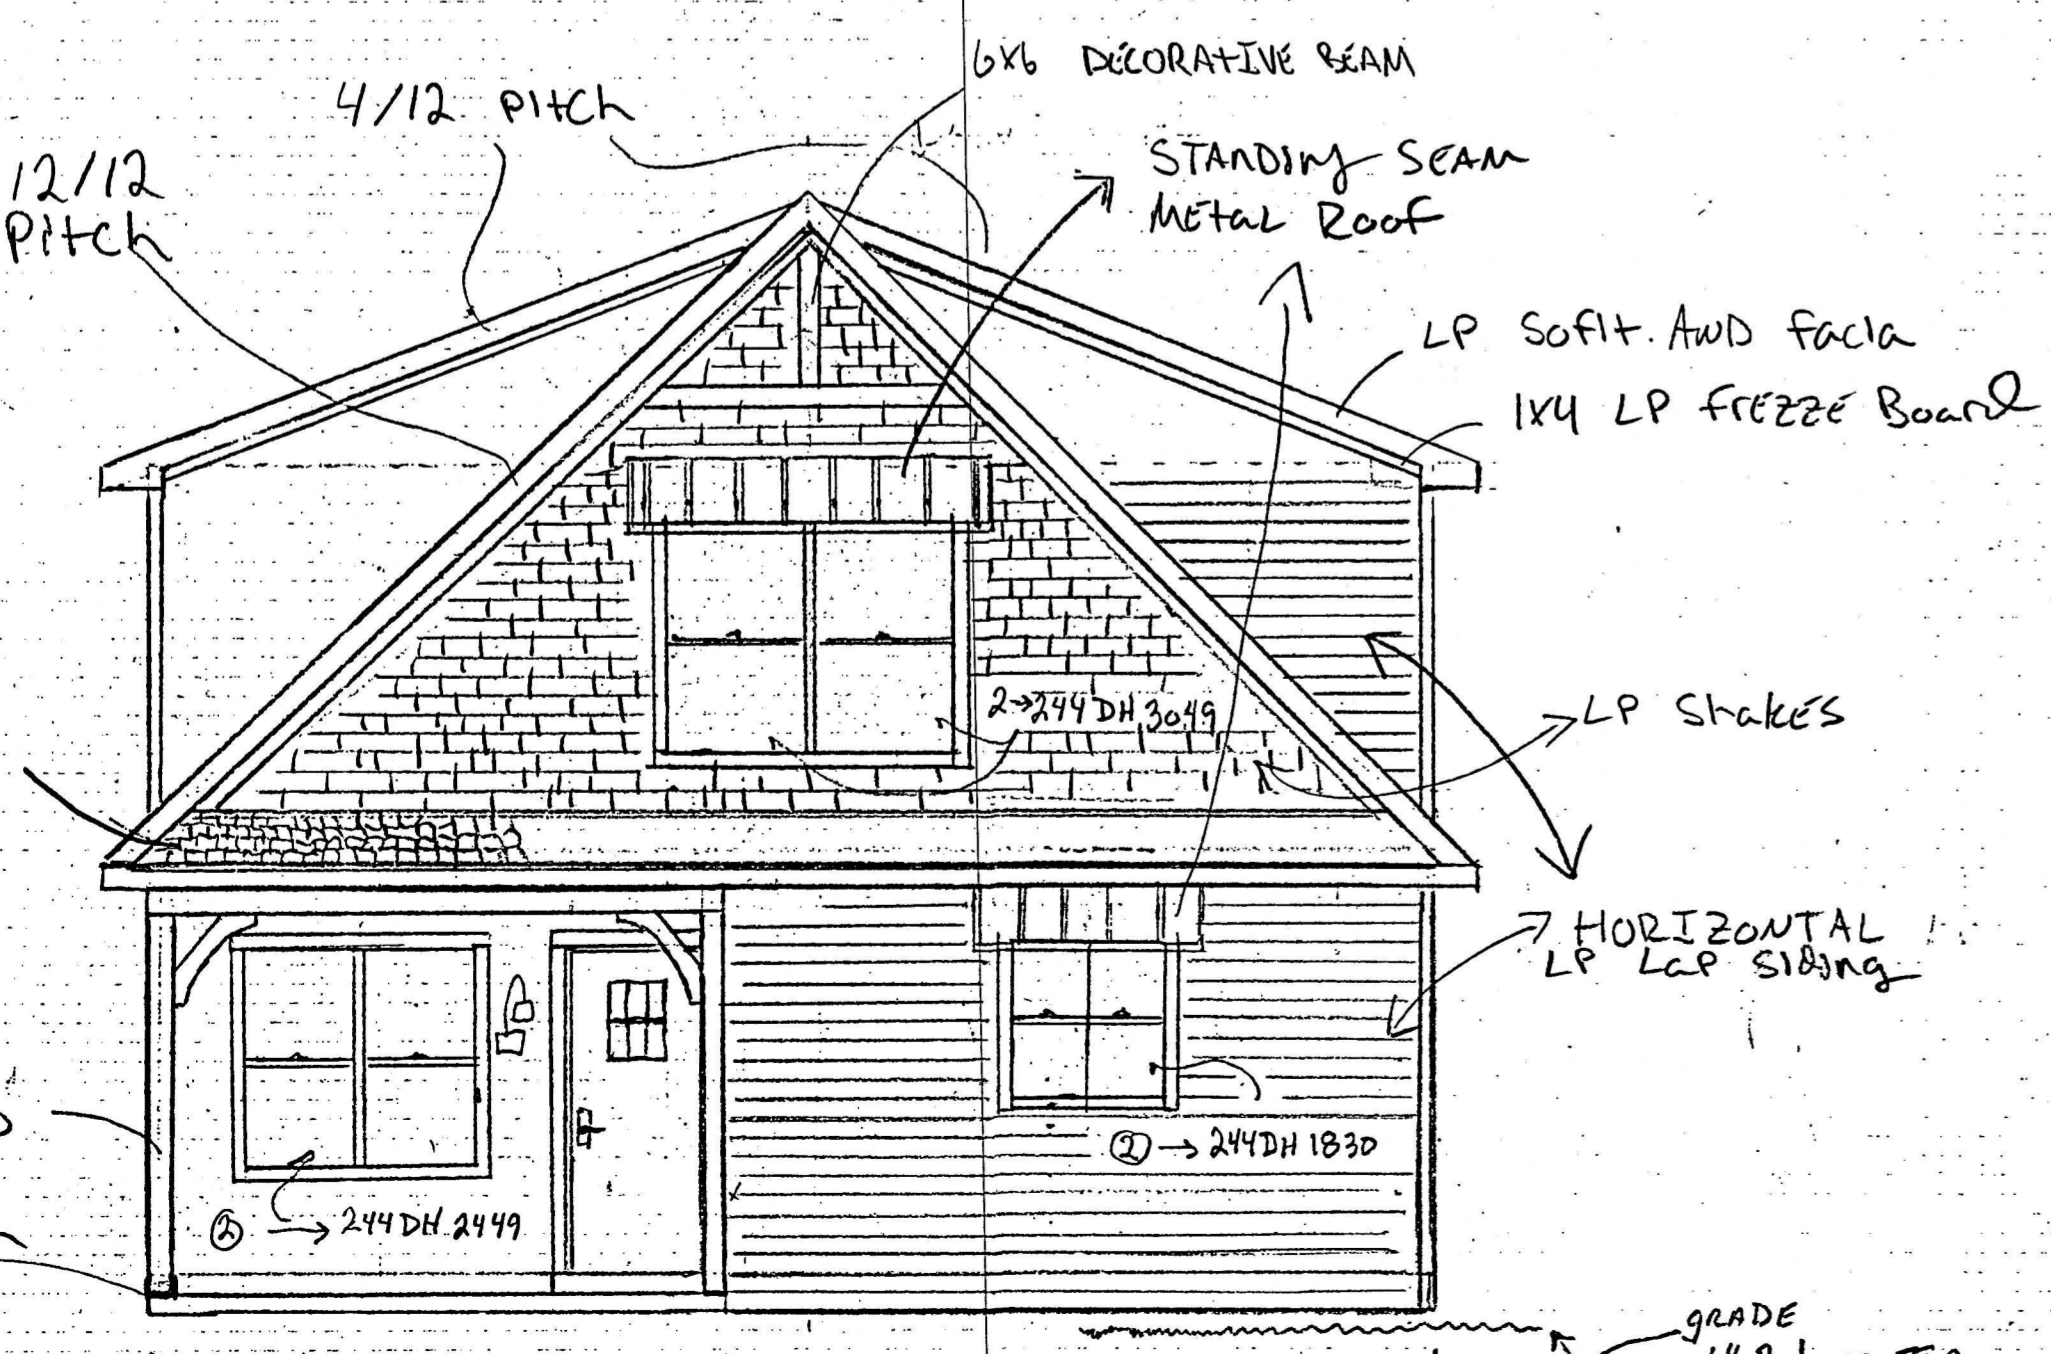 6X6 DECORATIVE BEAM
4/12 PitCh
12/12
PitCh
STANDING SEAM
METAL Roof
LP Sofit. AND facia
1X4 LP frEZZE Board
2→244DH 3049
LP ShakES
HORIZONTAL
LP LaP SIDing
② → 244DH 1830
② → 244DH 2449
gRADE